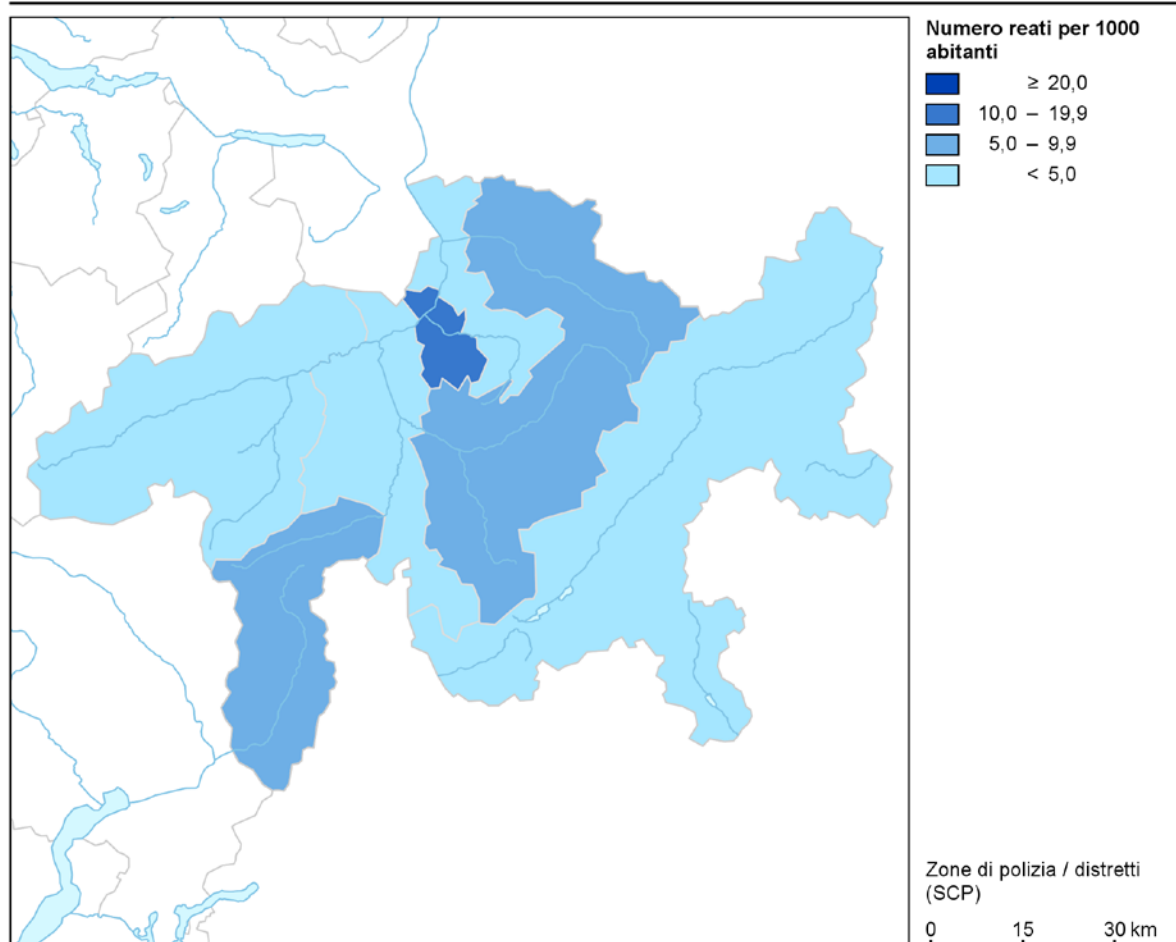 Numero reati per 1000
abitanti
≥ 20,0
10,0 – 19,9
5,0 – 9,9
< 5,0
Zone di polizia / distretti
(SCP)
0 15 30 km